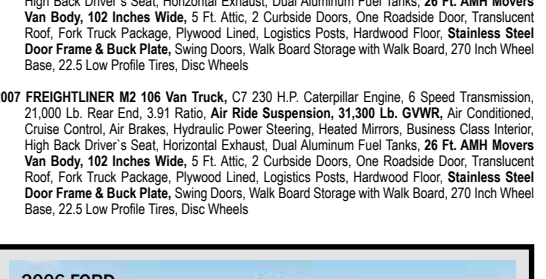 High Back Driver`s Seat, Horizontal Exhaust, Dual Aluminum Fuel Tanks, 26 Ft. AMH Movers
Van Body, 102 Inches Wide, 5 Ft. Attic, 2 Curbside Doors, One Roadside Door, Translucent
Roof, Fork Truck Package, Plywood Lined, Logistics Posts, Hardwood Floor, Stainless Steel
Door Frame & Buck Plate, Swing Doors, Walk Board Storage with Walk Board, 270 Inch Wheel
Base, 22.5 Low Profile Tires, Disc Wheels
2007 FREIGHTLINER M2 106 Van Truck, C7 230 H.P. Caterpillar Engine, 6 Speed Transmission,
21,000 Lb. Rear End, 3.91 Ratio, Air Ride Suspension, 31,300 Lb. GVWR, Air Conditioned,
Cruise Control, Air Brakes, Hydraulic Power Steering, Heated Mirrors, Business Class Interior,
High Back Driver`s Seat, Horizontal Exhaust, Dual Aluminum Fuel Tanks, 26 Ft. AMH Movers
Van Body, 102 Inches Wide, 5 Ft. Attic, 2 Curbside Doors, One Roadside Door, Translucent
Roof, Fork Truck Package, Plywood Lined, Logistics Posts, Hardwood Floor, Stainless Steel
Door Frame & Buck Plate, Swing Doors, Walk Board Storage with Walk Board, 270 Inch Wheel
Base, 22.5 Low Profile Tires, Disc Wheels
2006 FORD